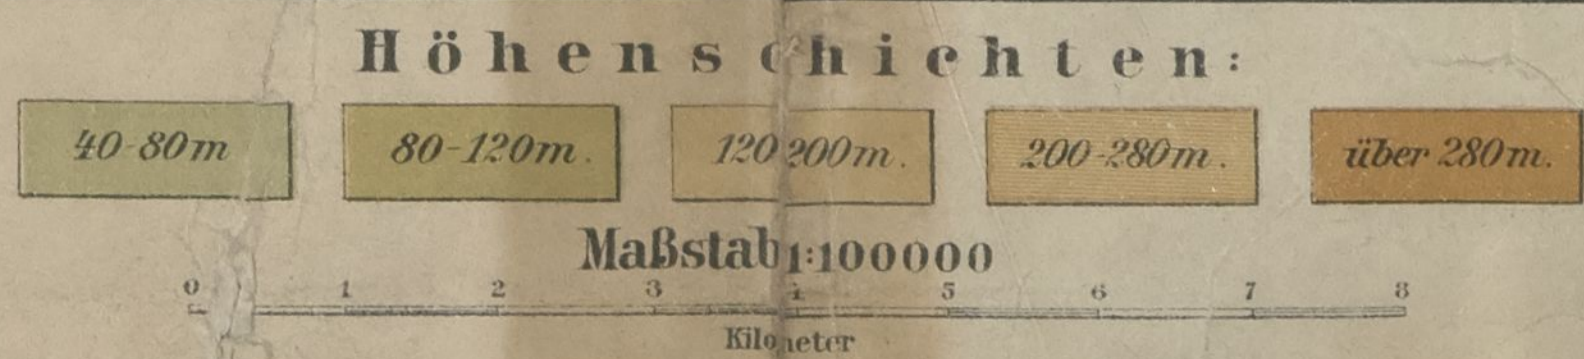 Höhenschichten:
40-80m 80-120m. 120 200m. 200-280m. über 280m.
Maßstab 1:100000
0 1 2 3 4 5 6 7 8
Kilometer